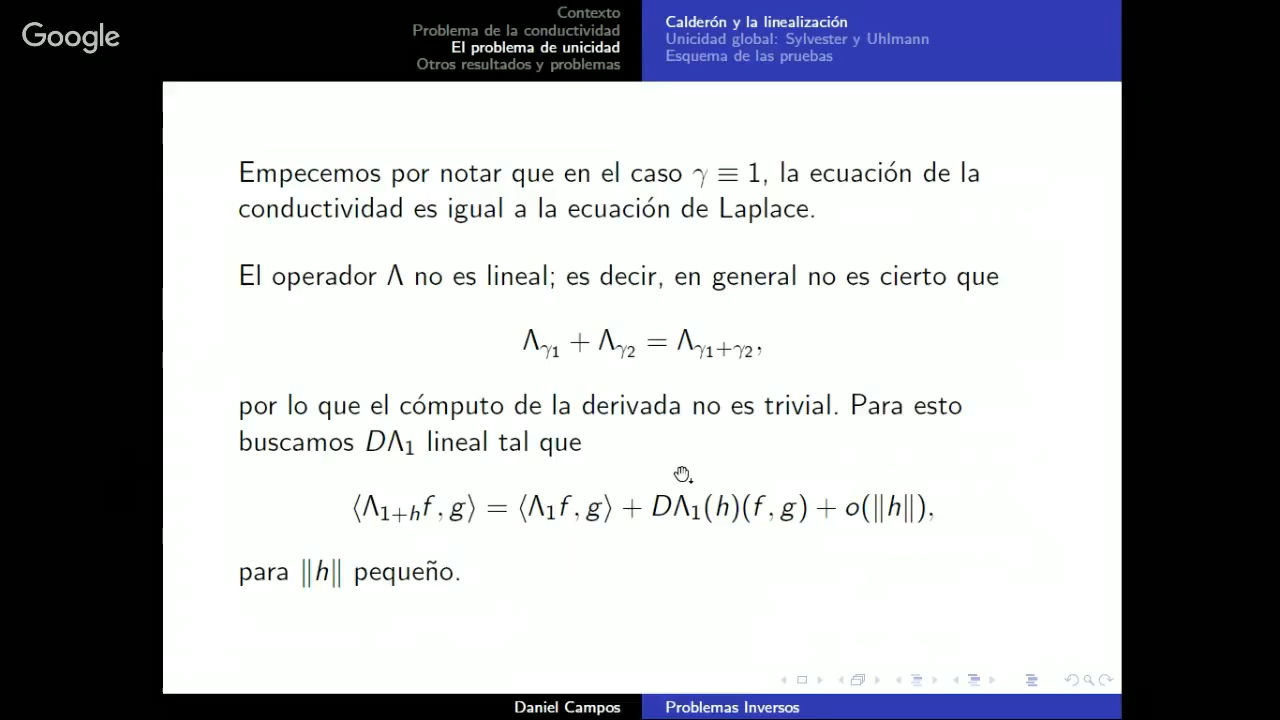 Google
Contexto
Problema de la conductividad
El problema de unicidad
Otros resultados y problemas
Calderón y la linealización
Unicidad global: Sylvester y Uhlmann
Esquema de las pruebas
Empecemos por notar que en el caso γ ≡ 1, la ecuación de la
conductividad es igual a la ecuación de Laplace.
El operador Λ no es lineal; es decir, en general no es cierto que
Λ_{γ₁} + Λ_{γ₂} = Λ_{γ₁+γ₂},
por lo que el cómputo de la derivada no es trivial. Para esto
buscamos DΛ₁ lineal tal que
⟨Λ_{1+h}f, g⟩ = ⟨Λ₁f, g⟩ + DΛ₁(h)(f, g) + o(‖h‖),
para ‖h‖ pequeño.
Daniel Campos
Problemas Inversos